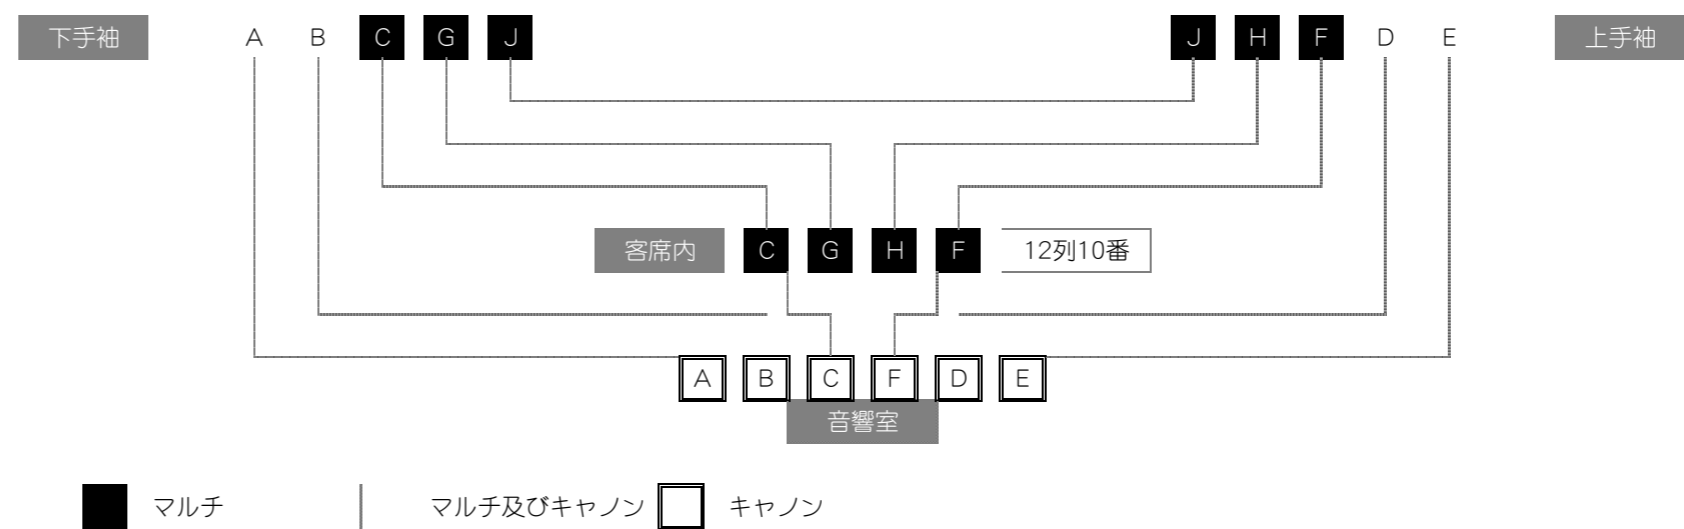 下手袖 A B C G J J H F D E 上手袖
客席内 C G H F 12列10番
A B C F D E
音響室
マルチ マルチ及びキャノン キャノン